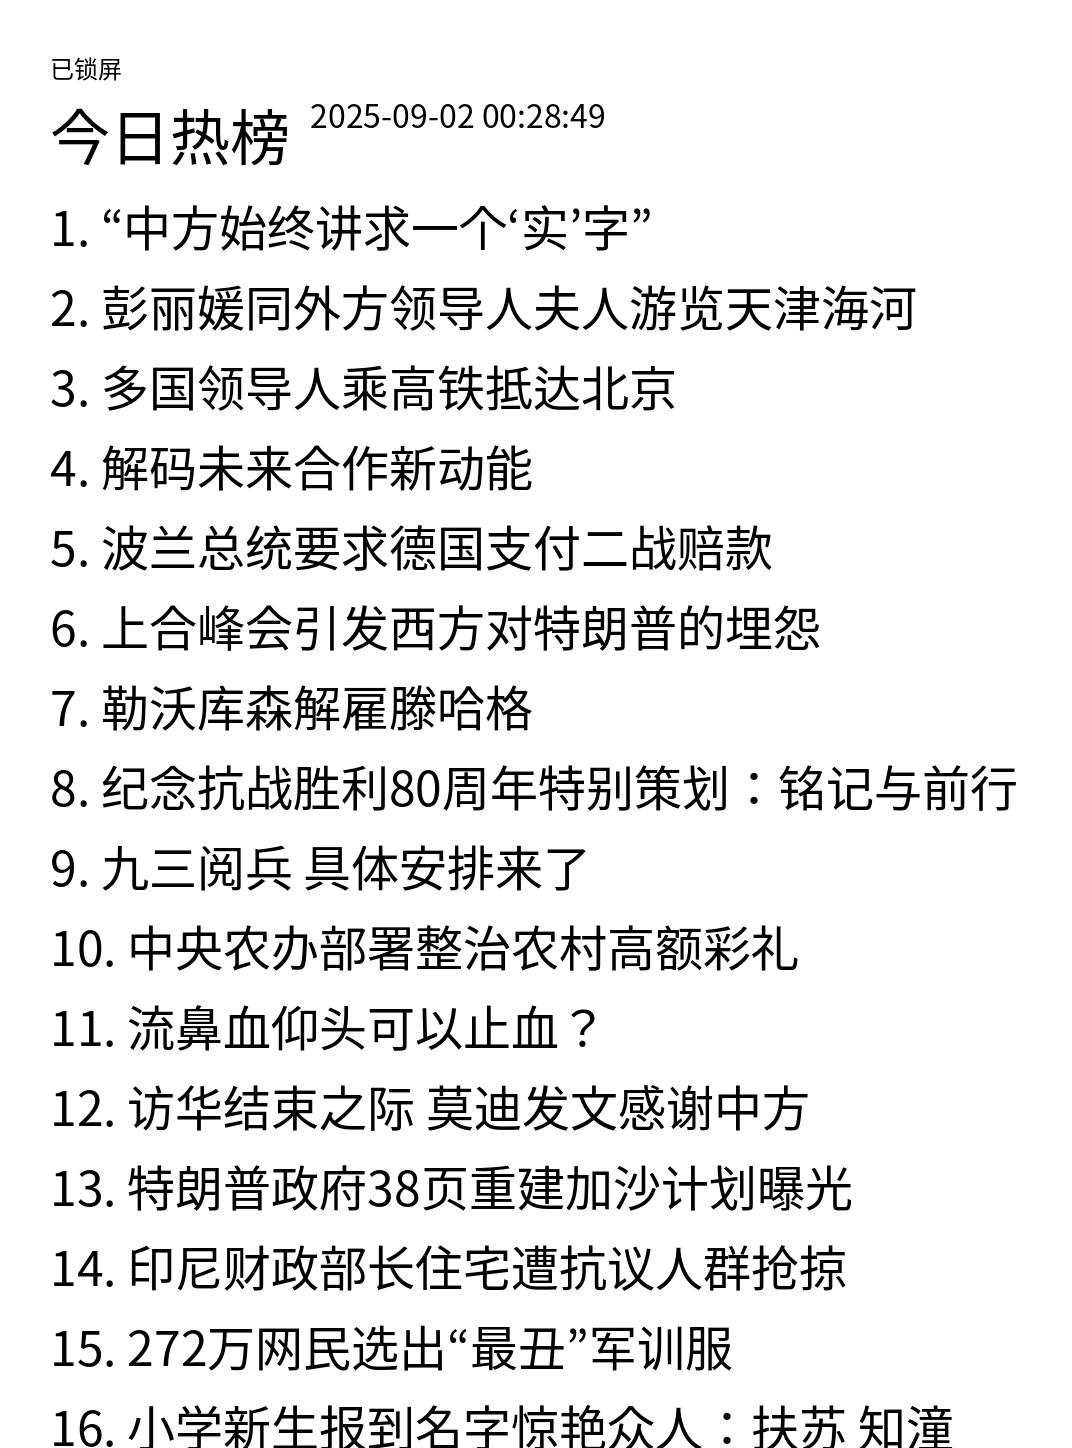 已锁屏
今日热榜 2025-09-02 00:28:49
1. “中方始终讲求一个‘实’字”
2. 彭丽媛同外方领导人夫人游览天津海河
3. 多国领导人乘高铁抵达北京
4. 解码未来合作新动能
5. 波兰总统要求德国支付二战赔款
6. 上合峰会引发西方对特朗普的埋怨
7. 勒沃库森解雇滕哈格
8. 纪念抗战胜利80周年特别策划：铭记与前行
9. 九三阅兵 具体安排来了
10. 中央农办部署整治农村高额彩礼
11. 流鼻血仰头可以止血？
12. 访华结束之际 莫迪发文感谢中方
13. 特朗普政府38页重建加沙计划曝光
14. 印尼财政部长住宅遭抗议人群抢掠
15. 272万网民选出“最丑”军训服
16. 小学新生报到名字惊艳众人：扶苏 知潼